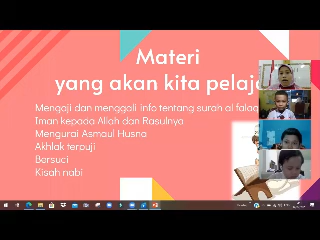 Materi
yang akan kita pelaja
Mengaji dan menggali info tentang surah al falaq
Iman kepada Allah dan Rasulnya
Mengurai Asmaul Husna
Akhlak terpuji
Bersuci
Kisah nabi